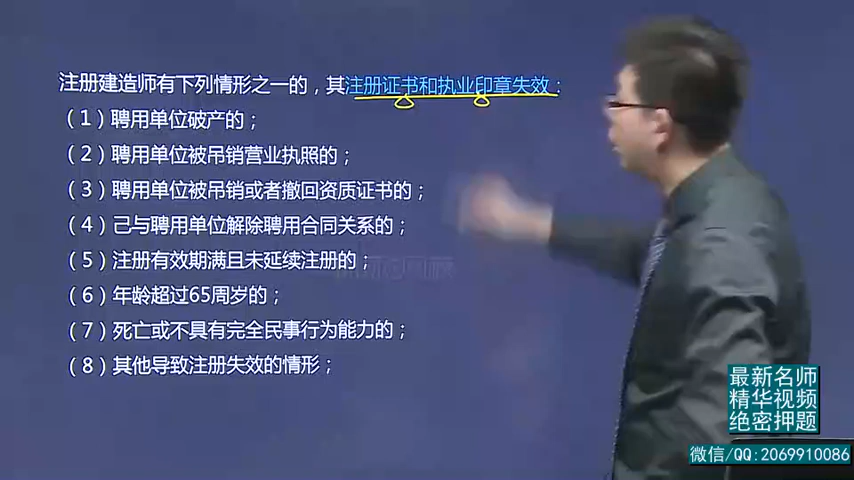 注册建造师有下列情形之一的，其注册证书和执业印章失效：
（1）聘用单位破产的；
（2）聘用单位被吊销营业执照的；
（3）聘用单位被吊销或者撤回资质证书的；
（4）已与聘用单位解除聘用合同关系的；
（5）注册有效期满且未延续注册的；
（6）年龄超过65周岁的；
（7）死亡或不具有完全民事行为能力的；
（8）其他导致注册失效的情形；
最新名师
精华视频
绝密押题
微信/QQ:2069910086